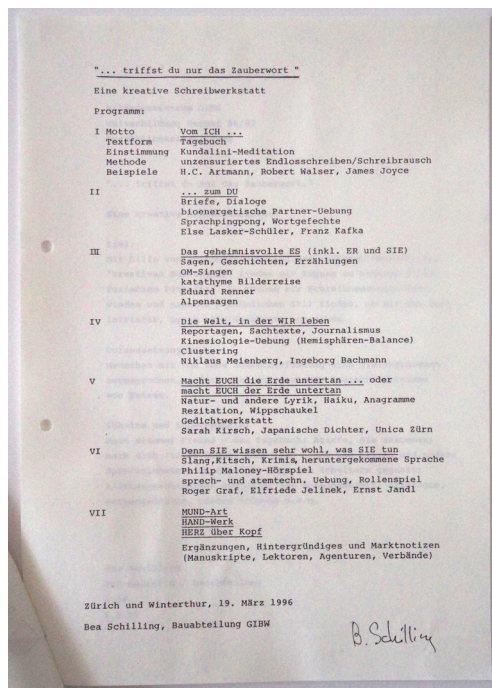 "... triffst du nur das Zauberwort "
Eine kreative Schreibwerkstatt
Programm:
I Motto Vom ICH ...
Textform Tagebuch
Einstimmung Kundalini-Meditation
Methode unzensuriertes Endlosschreiben/Schreibrausch
Beispiele H.C. Artmann, Robert Walser, James Joyce
II ... zum DU
Briefe, Dialoge
bioenergetische Partner-Uebung
Sprachpingpong, Wortgefechte
Else Lasker-Schüler, Franz Kafka
III Das geheimnisvolle ES (inkl. ER und SIE)
Sagen, Geschichten, Erzählungen
OM-Singen
katathyme Bilderreise
Eduard Renner
Alpensagen
IV Die Welt, in der WIR leben
Reportagen, Sachtexte, Journalismus
Kinesiologie-Uebung (Hemisphären-Balance)
Clustering
Niklaus Meienberg, Ingeborg Bachmann
V Macht EUCH die Erde untertan ... oder
macht EUCH der Erde untertan
Natur- und andere Lyrik, Haiku, Anagramme
Rezitation, Wippschaukel
Gedichtwerkstatt
Sarah Kirsch, Japanische Dichter, Unica Zürn
VI Denn SIE wissen sehr wohl, was SIE tun
Slang,Kitsch, Krimis, heruntergekommene Sprache
Philip Maloney-Hörspiel
sprech- und atemtechn. Uebung, Rollenspiel
Roger Graf, Elfriede Jelinek, Ernst Jandl
VII MUND-Art
HAND-Werk
HERZ über Kopf
Ergänzungen, Hintergründiges und Marktnotizen
(Manuskripte, Lektoren, Agenturen, Verbände)
Zürich und Winterthur, 19. März 1996
Bea Schilling, Bauabteilung GIBW
B. Schilling